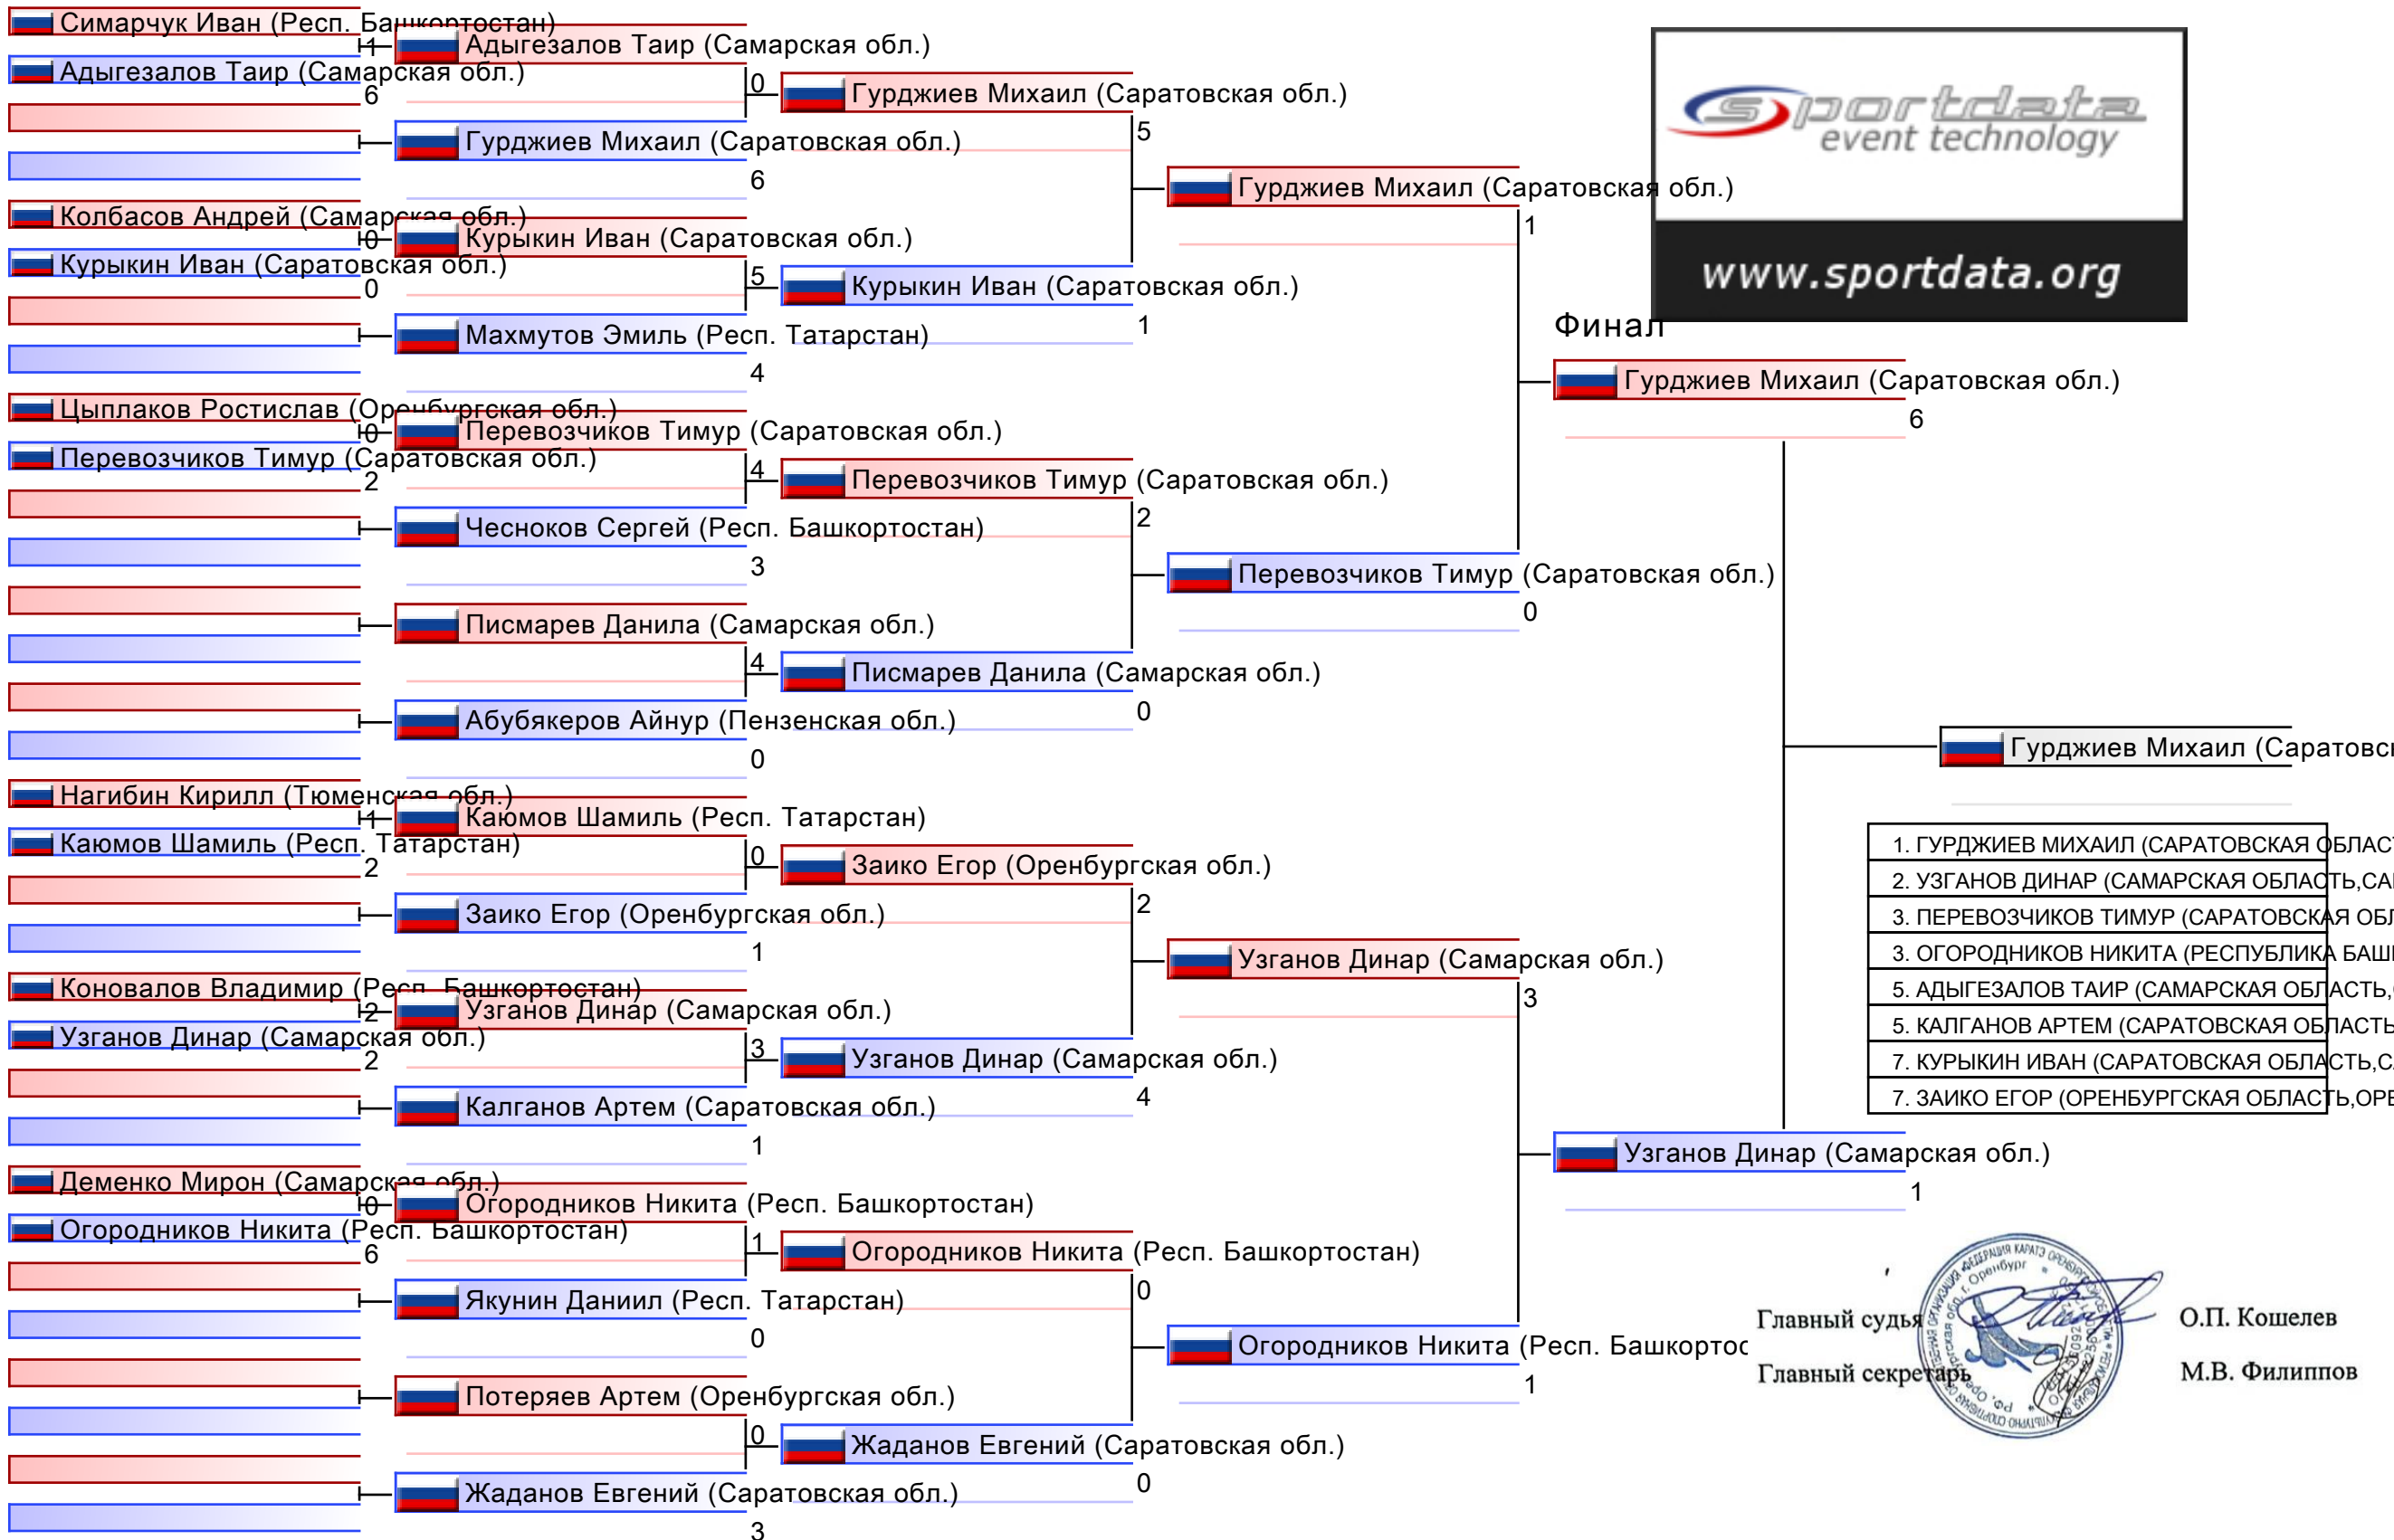 Симарчук Иван (Респ. Башкортостан)
1
Адыгезалов Таир (Самарская обл.)
6
Колбасов Андрей (Самарская обл.)
0
Курыкин Иван (Саратовская обл.)
0
Цыплаков Ростислав (Оренбургская обл.)
0
Перевозчиков Тимур (Саратовская обл.)
2
Нагибин Кирилл (Тюменская обл.)
1
Каюмов Шамиль (Респ. Татарстан)
2
Коновалов Владимир (Респ. Башкортостан)
2
Узганов Динар (Самарская обл.)
2
Деменко Мирон (Самарская обл.)
0
Огородников Никита (Респ. Башкортостан)
6
Адыгезалов Таир (Самарская обл.)
0
Гурджиев Михаил (Саратовская обл.)
6
Курыкин Иван (Саратовская обл.)
5
Махмутов Эмиль (Респ. Татарстан)
4
Перевозчиков Тимур (Саратовская обл.)
4
Чесноков Сергей (Респ. Башкортостан)
3
Писмарев Данила (Самарская обл.)
4
Абубякеров Айнур (Пензенская обл.)
0
Каюмов Шамиль (Респ. Татарстан)
0
Заико Егор (Оренбургская обл.)
1
Узганов Динар (Самарская обл.)
3
Калганов Артем (Саратовская обл.)
1
Огородников Никита (Респ. Башкортостан)
1
Якунин Даниил (Респ. Татарстан)
0
Потеряев Артем (Оренбургская обл.)
0
Жаданов Евгений (Саратовская обл.)
3
Гурджиев Михаил (Саратовская обл.)
5
Курыкин Иван (Саратовская обл.)
1
Перевозчиков Тимур (Саратовская обл.)
2
Писмарев Данила (Самарская обл.)
0
Заико Егор (Оренбургская обл.)
2
Узганов Динар (Самарская обл.)
4
Огородников Никита (Респ. Башкортостан)
0
Жаданов Евгений (Саратовская обл.)
0
Гурджиев Михаил (Саратовская обл.)
1
Перевозчиков Тимур (Саратовская обл.)
0
Узганов Динар (Самарская обл.)
3
Огородников Никита (Респ. Башкортос
1
sportdata
event technology
www.sportdata.org
Финал
Гурджиев Михаил (Саратовская обл.)
6
Узганов Динар (Самарская обл.)
1
Гурджиев Михаил (Саратовс
1. ГУРДЖИЕВ МИХАИЛ (САРАТОВСКАЯ ОБЛАСТ
2. УЗГАНОВ ДИНАР (САМАРСКАЯ ОБЛАСТЬ,СА
3. ПЕРЕВОЗЧИКОВ ТИМУР (САРАТОВСКАЯ ОБЛ
3. ОГОРОДНИКОВ НИКИТА (РЕСПУБЛИКА БАШ
5. АДЫГЕЗАЛОВ ТАИР (САМАРСКАЯ ОБЛАСТЬ,
5. КАЛГАНОВ АРТЕМ (САРАТОВСКАЯ ОБЛАСТЬ
7. КУРЫКИН ИВАН (САРАТОВСКАЯ ОБЛАСТЬ,С
7. ЗАИКО ЕГОР (ОРЕНБУРГСКАЯ ОБЛАСТЬ,ОРЕ
Главный судья О.П. Кошелев
Главный секретарь М.В. Филиппов